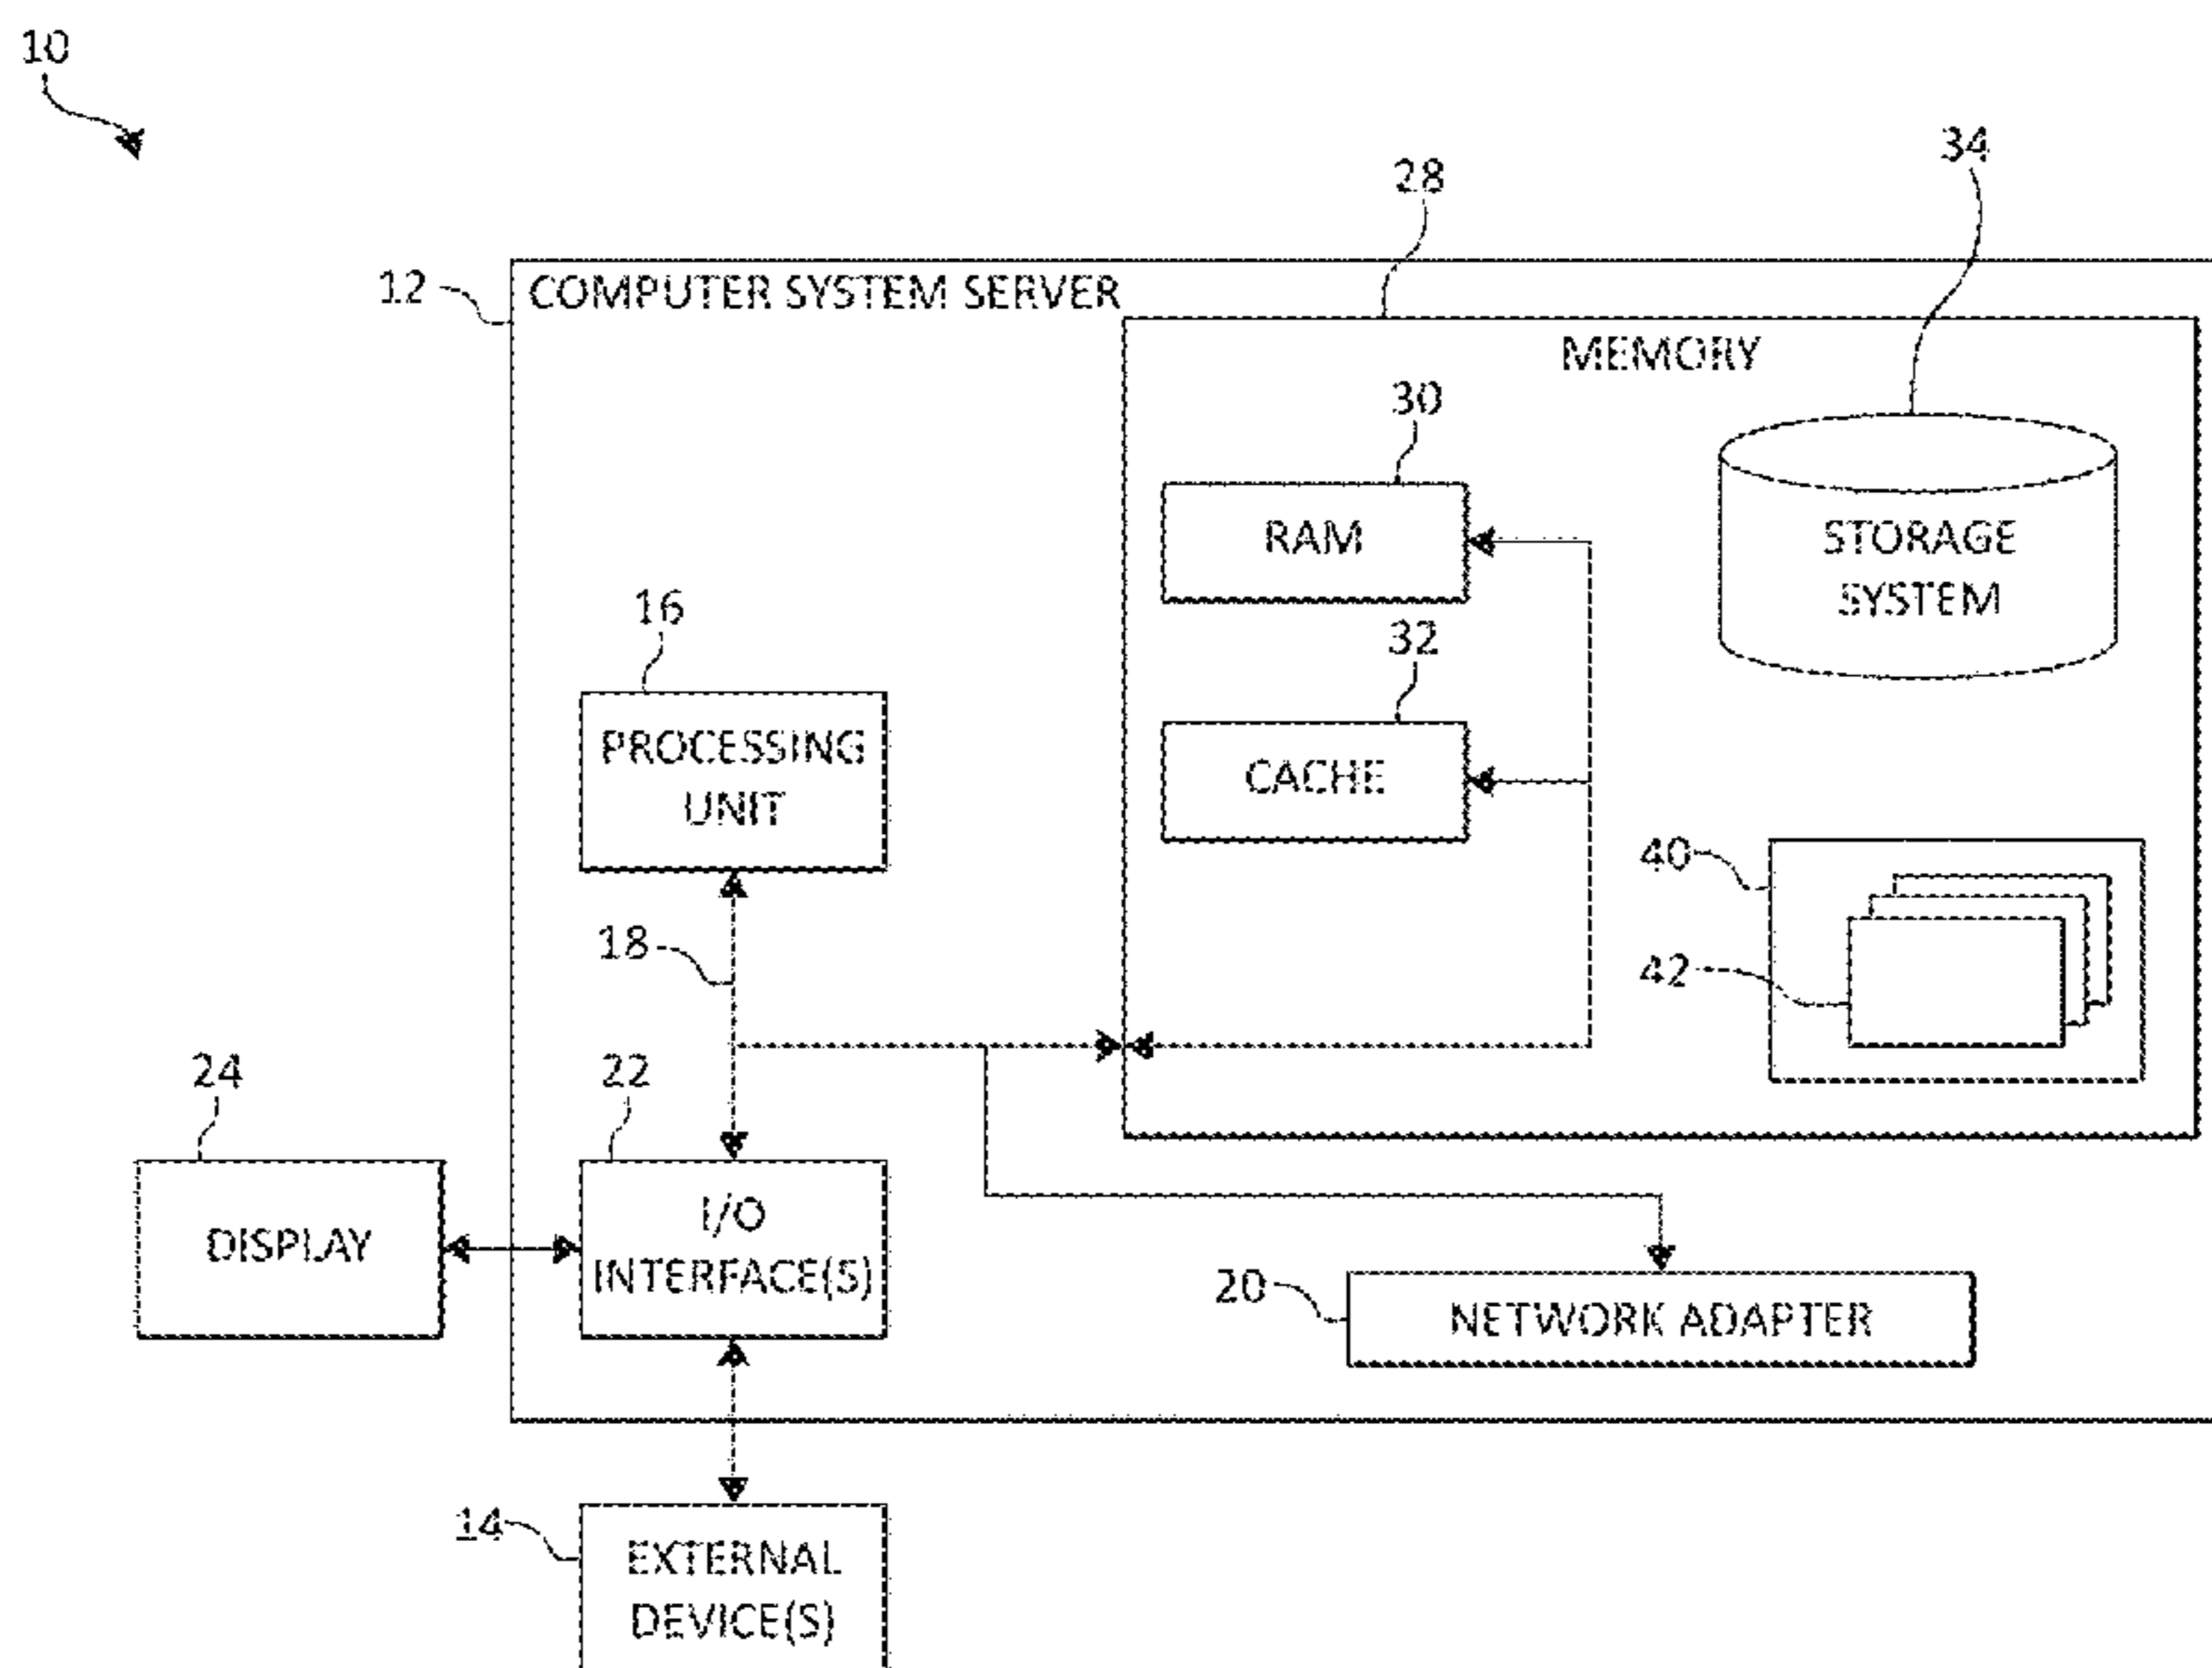 10
34
28
12
COMPUTER SYSTEM SERVER
MEMORY
30
RAM
STORAGE
SYSTEM
16
32
PROCESSING
UNIT
CACHE
40
18
42
24
22
DISPLAY
I/O
INTERFACE(S)
20
NETWORK ADAPTER
14
EXTERNAL
DEVICE(S)